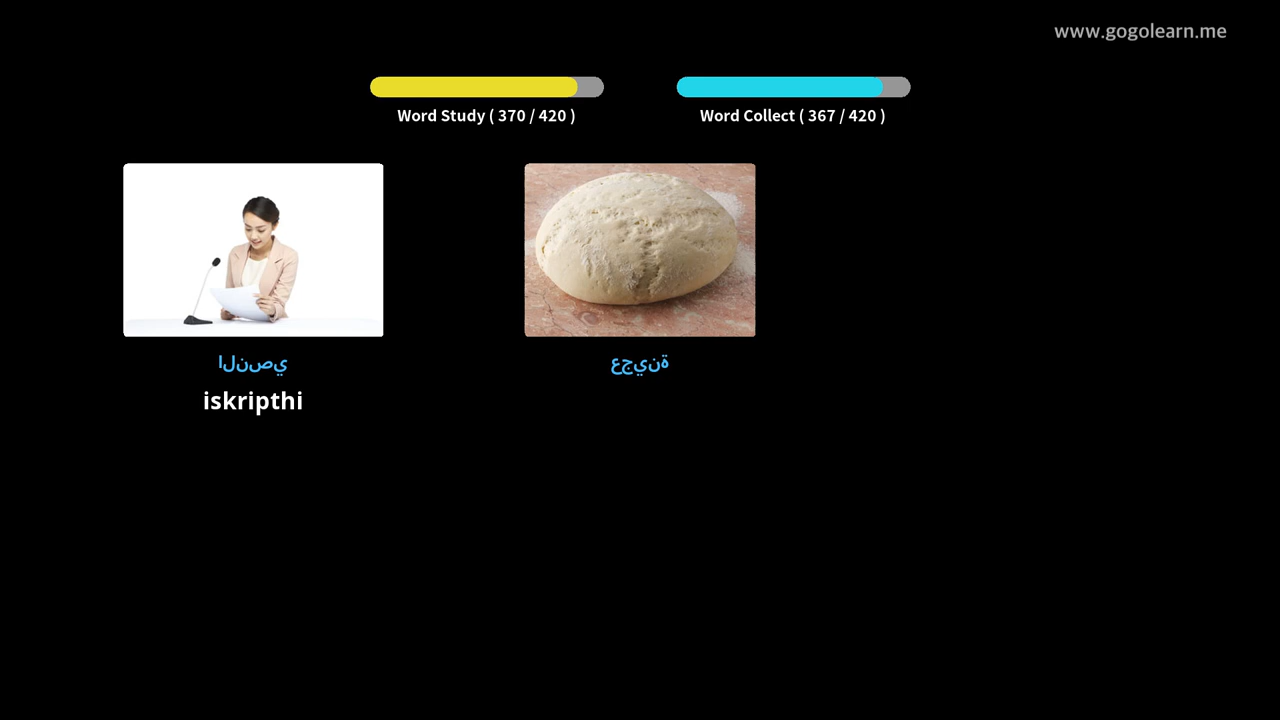 www.gogolearn.me
Word Study ( 370 / 420 )
Word Collect ( 367 / 420 )
النصي
عجينة
iskripthi